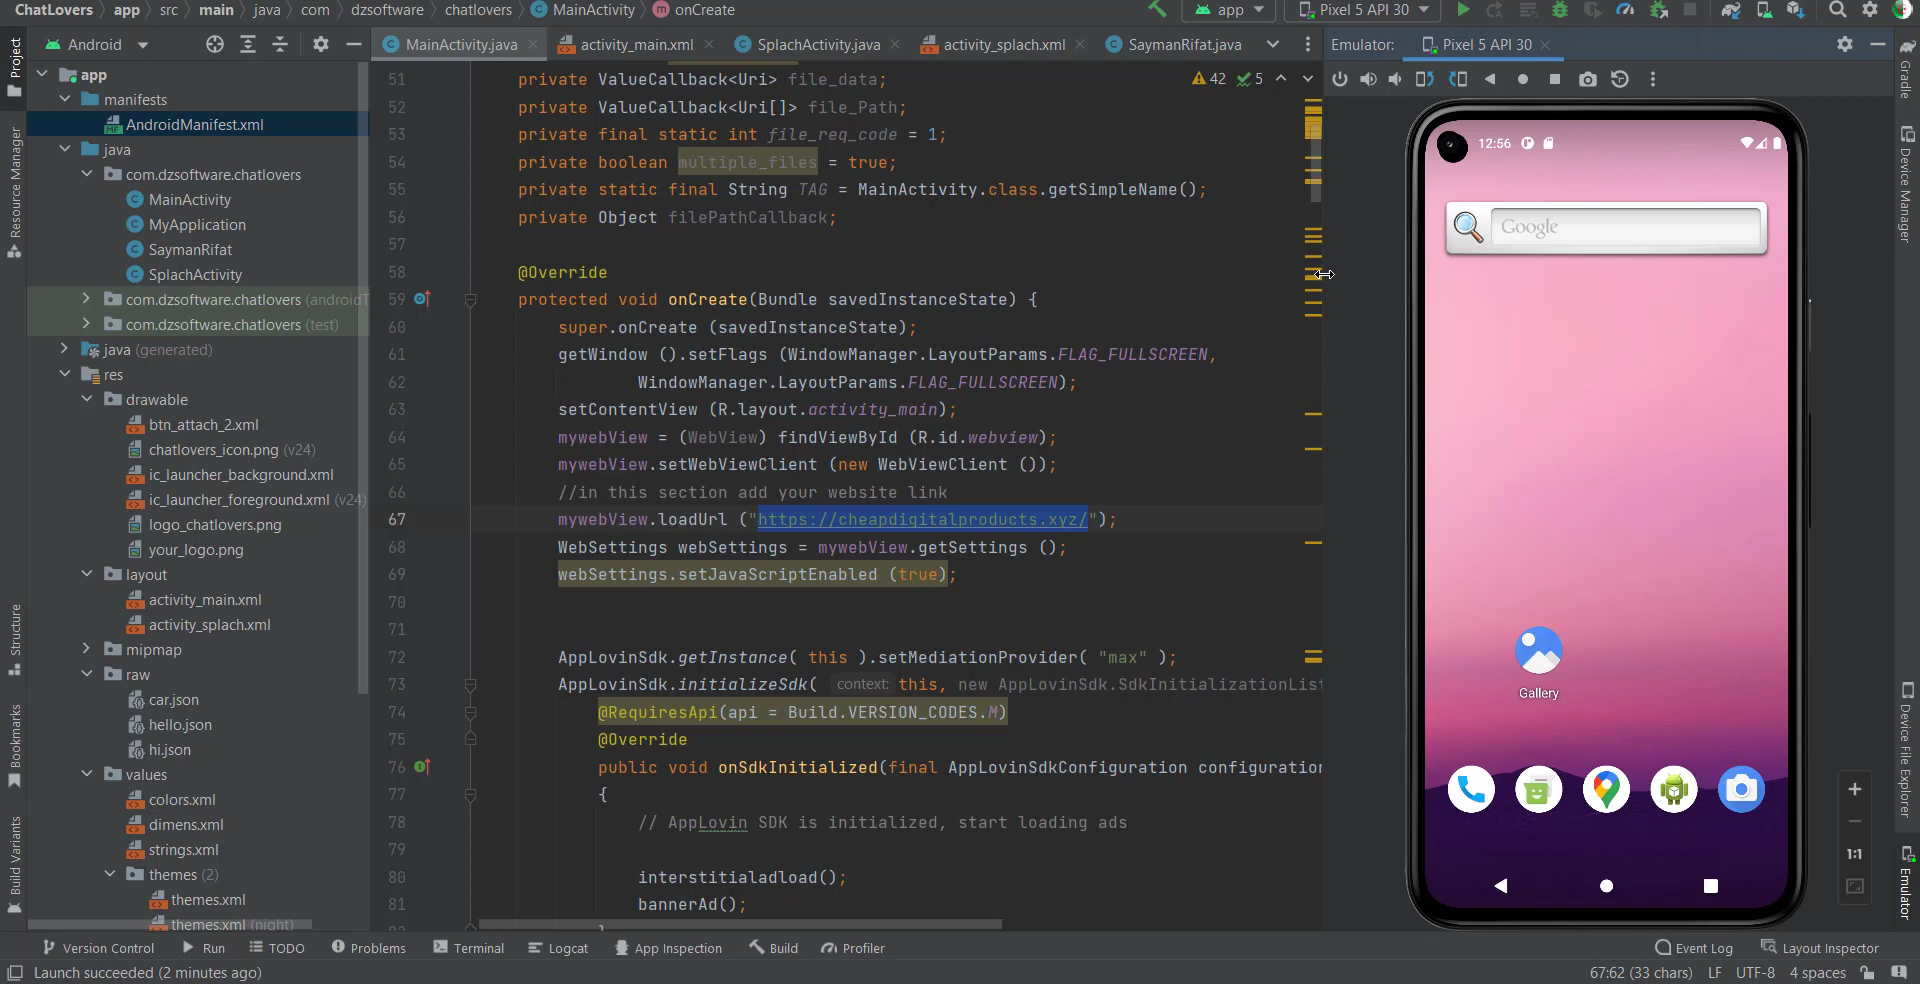 ChatLovers app src main java com dzsoftware chatlovers MainActivity onCreate
app Pixel 5 API 30
Project
Android
MainActivity.java activity_main.xml SplachActivity.java activity_splach.xml SaymanRifat.java
Emulator: Pixel 5 API 30
Gradle
Device Manager
Device File Explorer
Emulator
Resource Manager
Structure
Bookmarks
Build Variants
app
manifests
AndroidManifest.xml
java
com.dzsoftware.chatlovers
MainActivity
MyApplication
SaymanRifat
SplachActivity
com.dzsoftware.chatlovers (androidT
com.dzsoftware.chatlovers (test)
java (generated)
res
drawable
btn_attach_2.xml
chatlovers_icon.png (v24)
ic_launcher_background.xml
ic_launcher_foreground.xml (v24)
logo_chatlovers.png
your_logo.png
layout
activity_main.xml
activity_splach.xml
mipmap
raw
car.json
hello.json
hi.json
values
colors.xml
dimens.xml
strings.xml
themes (2)
themes.xml
themes.xml (night)
42 5
51 private ValueCallback<Uri> file_data;
52 private ValueCallback<Uri[]> file_Path;
53 private final static int file_req_code = 1;
54 private boolean multiple_files = true;
55 private static final String TAG = MainActivity.class.getSimpleName();
56 private Object filePathCallback;
57
58 @Override
59 protected void onCreate(Bundle savedInstanceState) {
60 super.onCreate (savedInstanceState);
61 getWindow ().setFlags (WindowManager.LayoutParams.FLAG_FULLSCREEN,
62 WindowManager.LayoutParams.FLAG_FULLSCREEN);
63 setContentView (R.layout.activity_main);
64 mywebView = (WebView) findViewById (R.id.webview);
65 mywebView.setWebViewClient (new WebViewClient ());
66 //in this section add your website link
67 mywebView.loadUrl ("https://cheapdigitalproducts.xyz/");
68 WebSettings webSettings = mywebView.getSettings ();
69 webSettings.setJavaScriptEnabled (true);
70
71
72 AppLovinSdk.getInstance( this ).setMediationProvider( "max" );
73 AppLovinSdk.initializeSdk( context: this, new AppLovinSdk.SdkInitializationList
74 @RequiresApi(api = Build.VERSION_CODES.M)
75 @Override
76 public void onSdkInitialized(final AppLovinSdkConfiguration configuration
77 {
78 // AppLovin SDK is initialized, start loading ads
79
80 interstitialadload();
81 bannerAd();
12:56
Google
Gallery
1:1
Version Control Run TODO Problems Terminal Logcat App Inspection Build Profiler Event Log Layout Inspector
Launch succeeded (2 minutes ago) 67:62 (33 chars) LF UTF-8 4 spaces